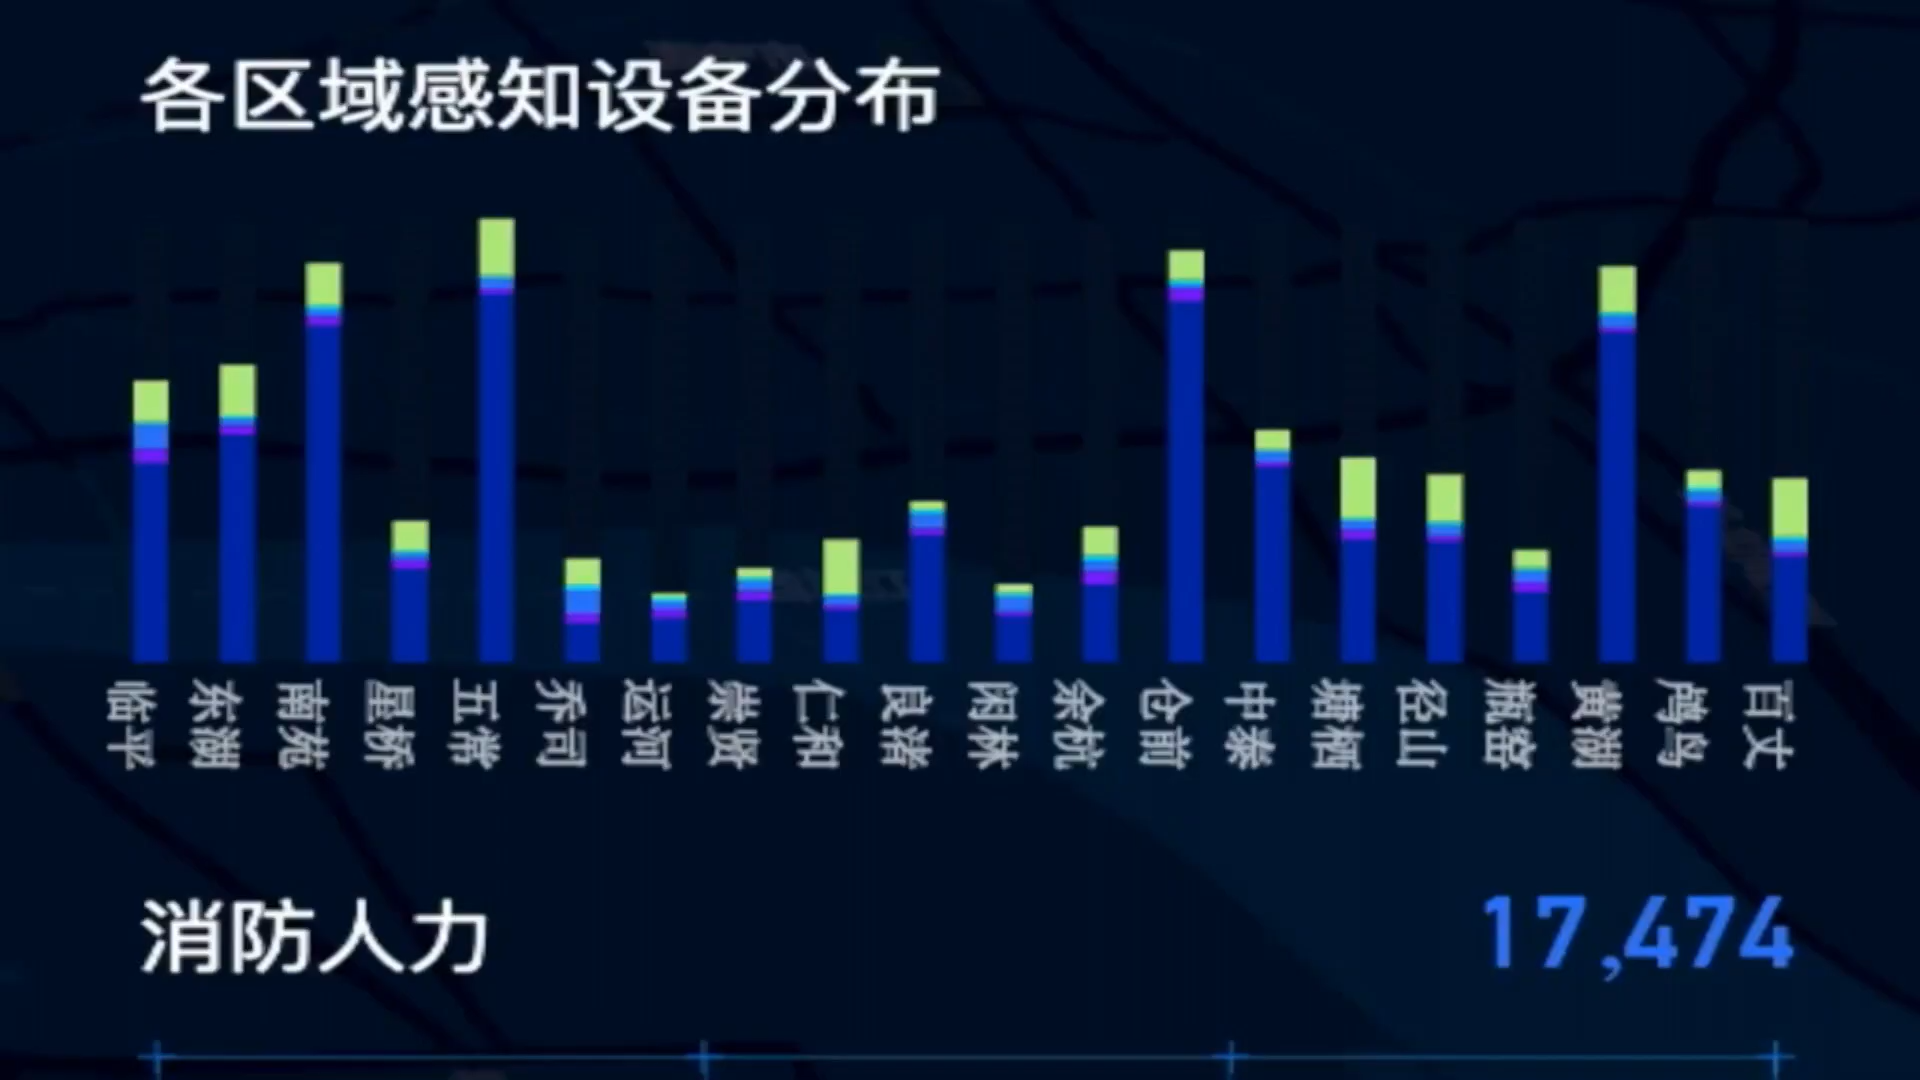 各区域感知设备分布
临平 东湖 南苑 星桥 五常 乔司 运河 崇贤 仁和 良渚 闲林 余杭 仓前 中泰 塘栖 径山 瓶窑 黄湖 鸬鸟 百丈
消防人力 17,474